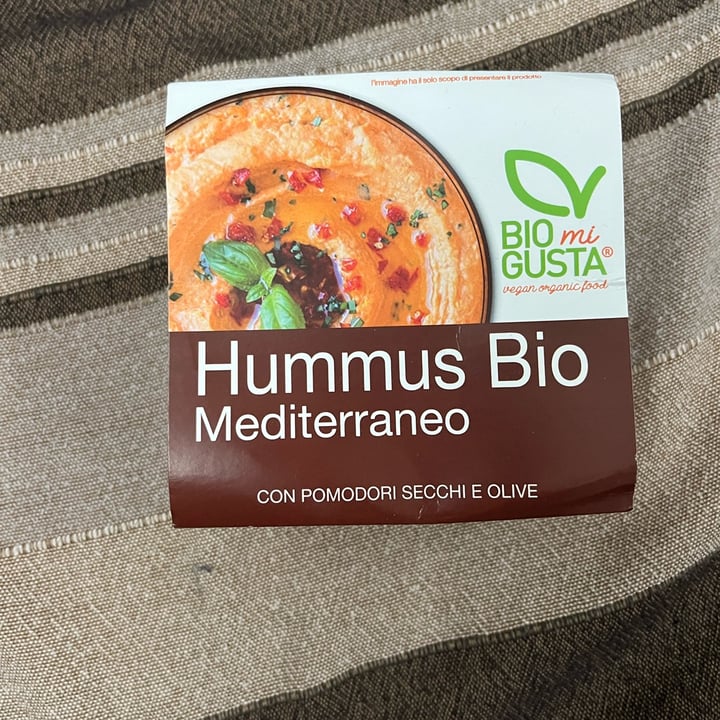 l'immagine ha il solo scopo di presentare il prodotto
BIO mi
GUSTA®
vegan organic food
Hummus Bio
Mediterraneo
CON POMODORI SECCHI E OLIVE